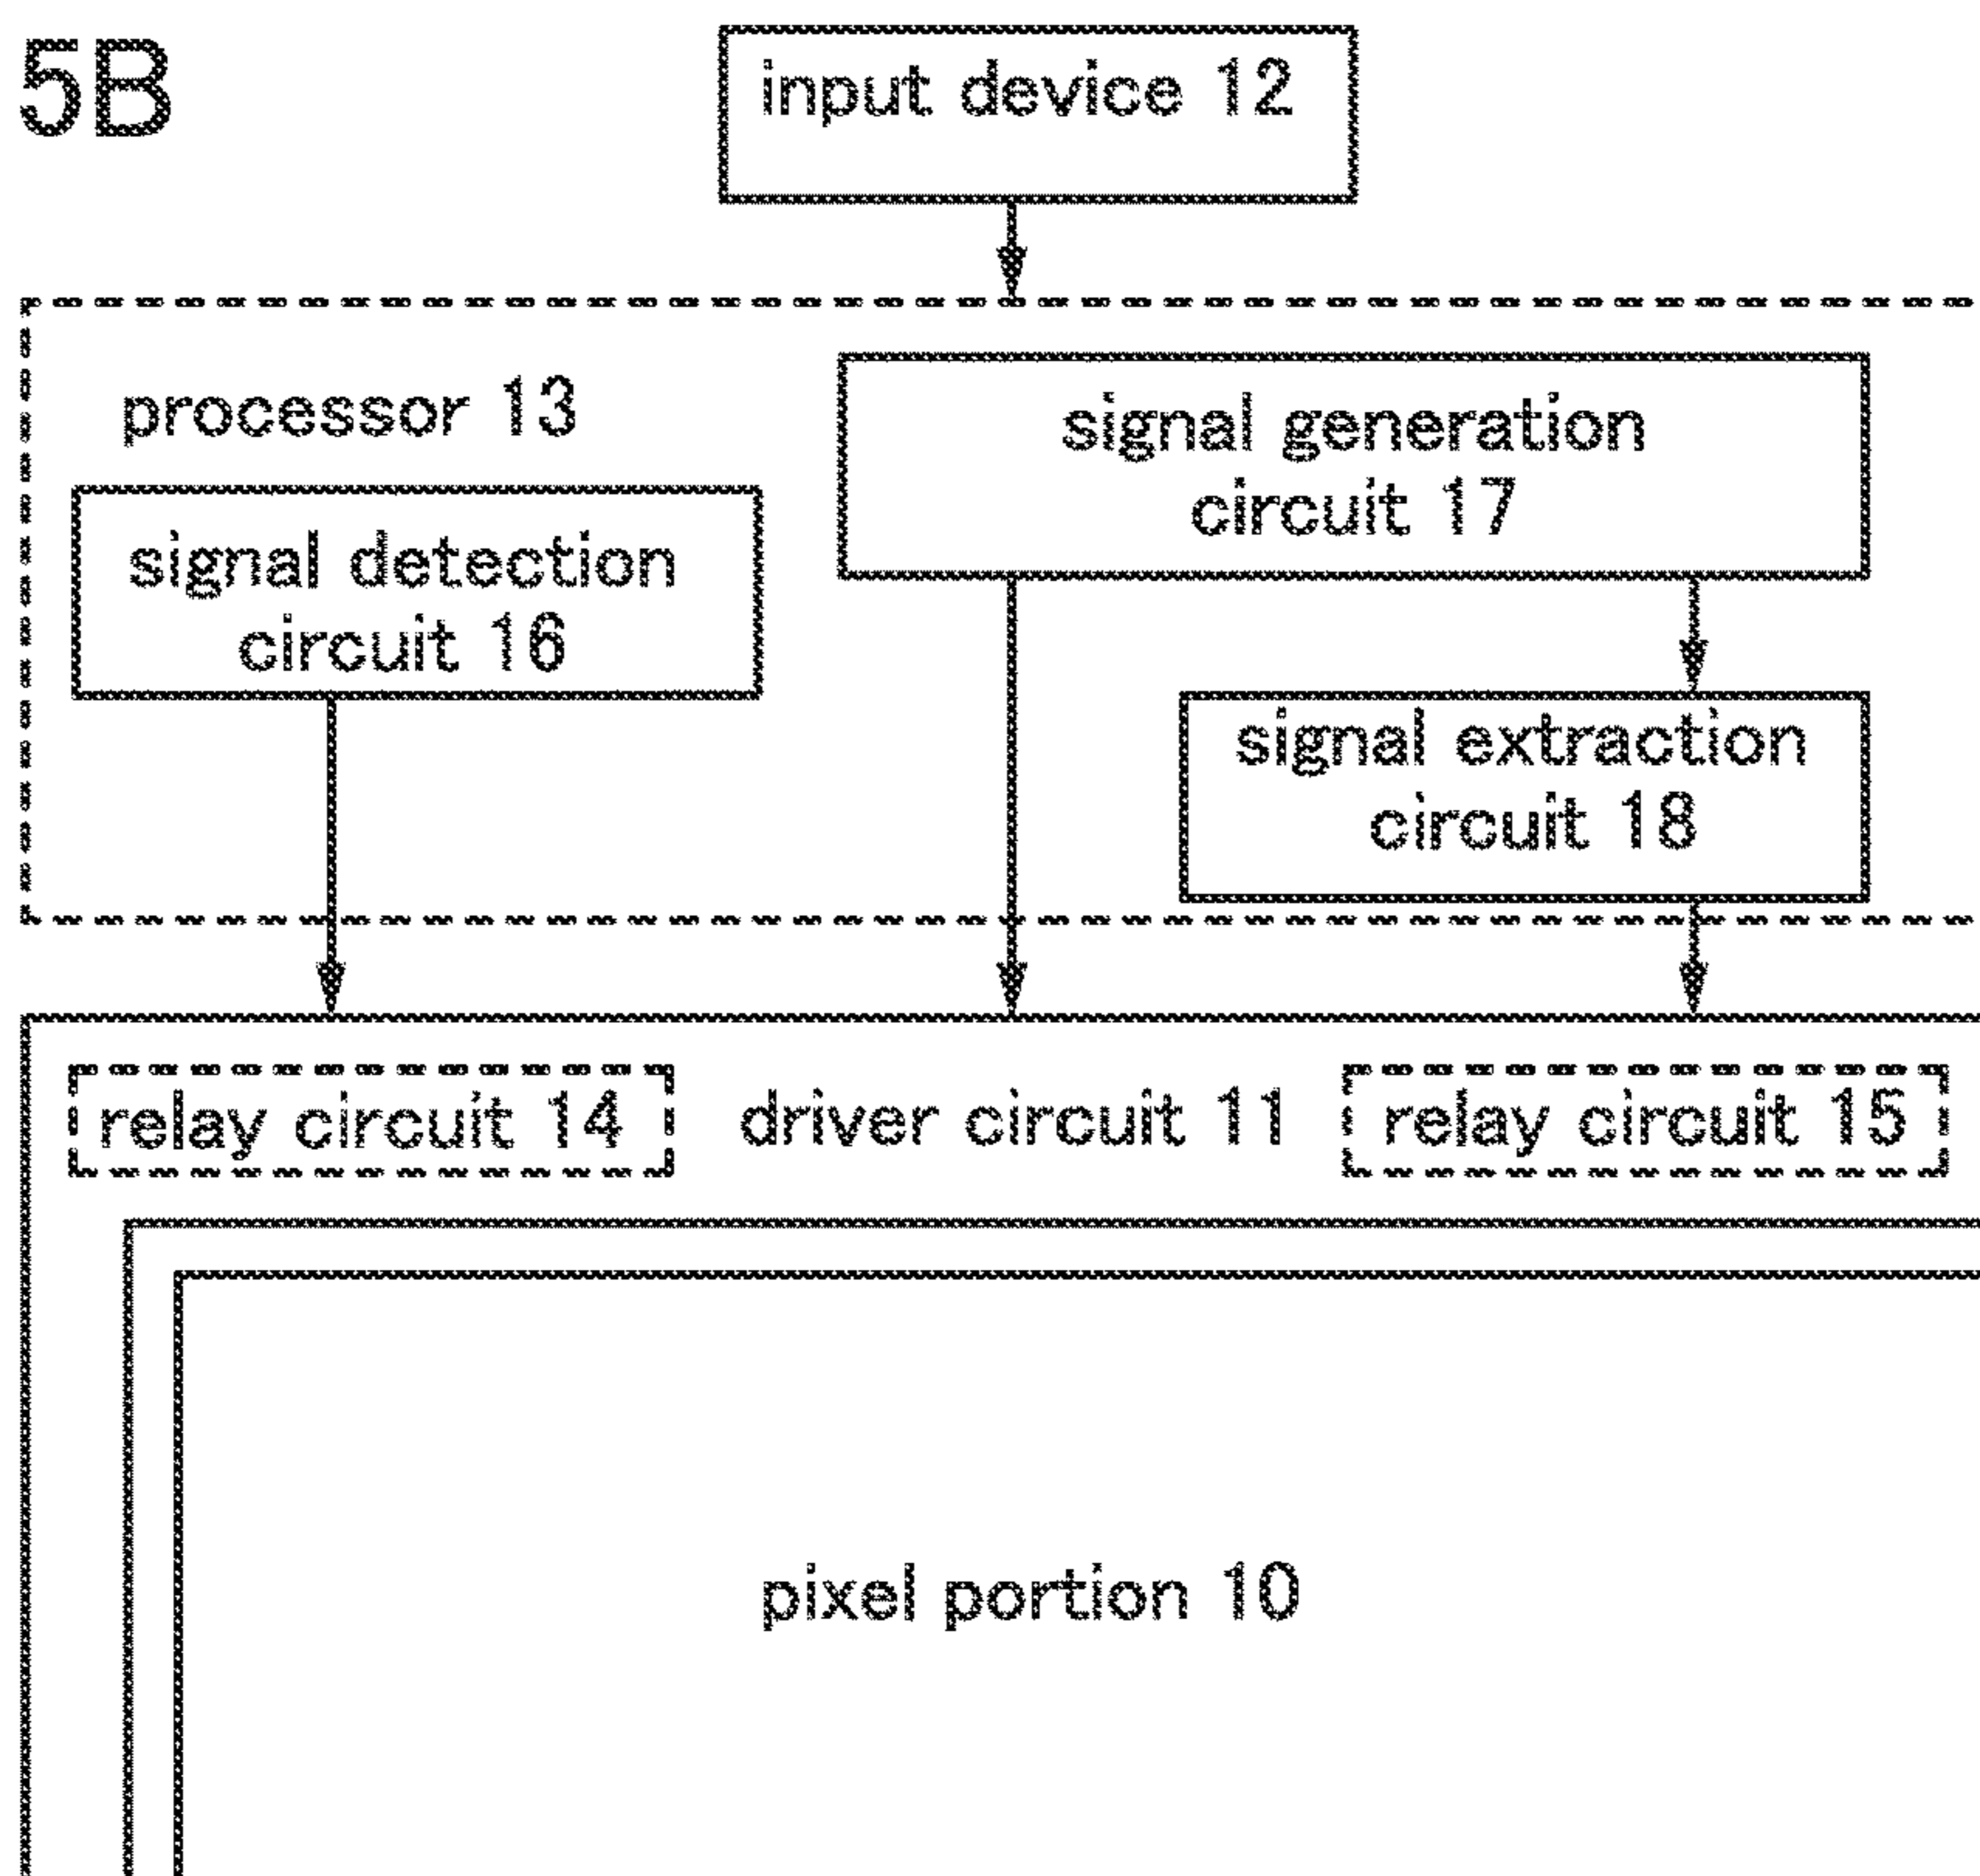 5B
input device 12
processor 13
signal generation
circuit 17
signal detection
circuit 16
signal extraction
circuit 18
relay circuit 14
driver circuit 11
relay circuit 15
pixel portion 10